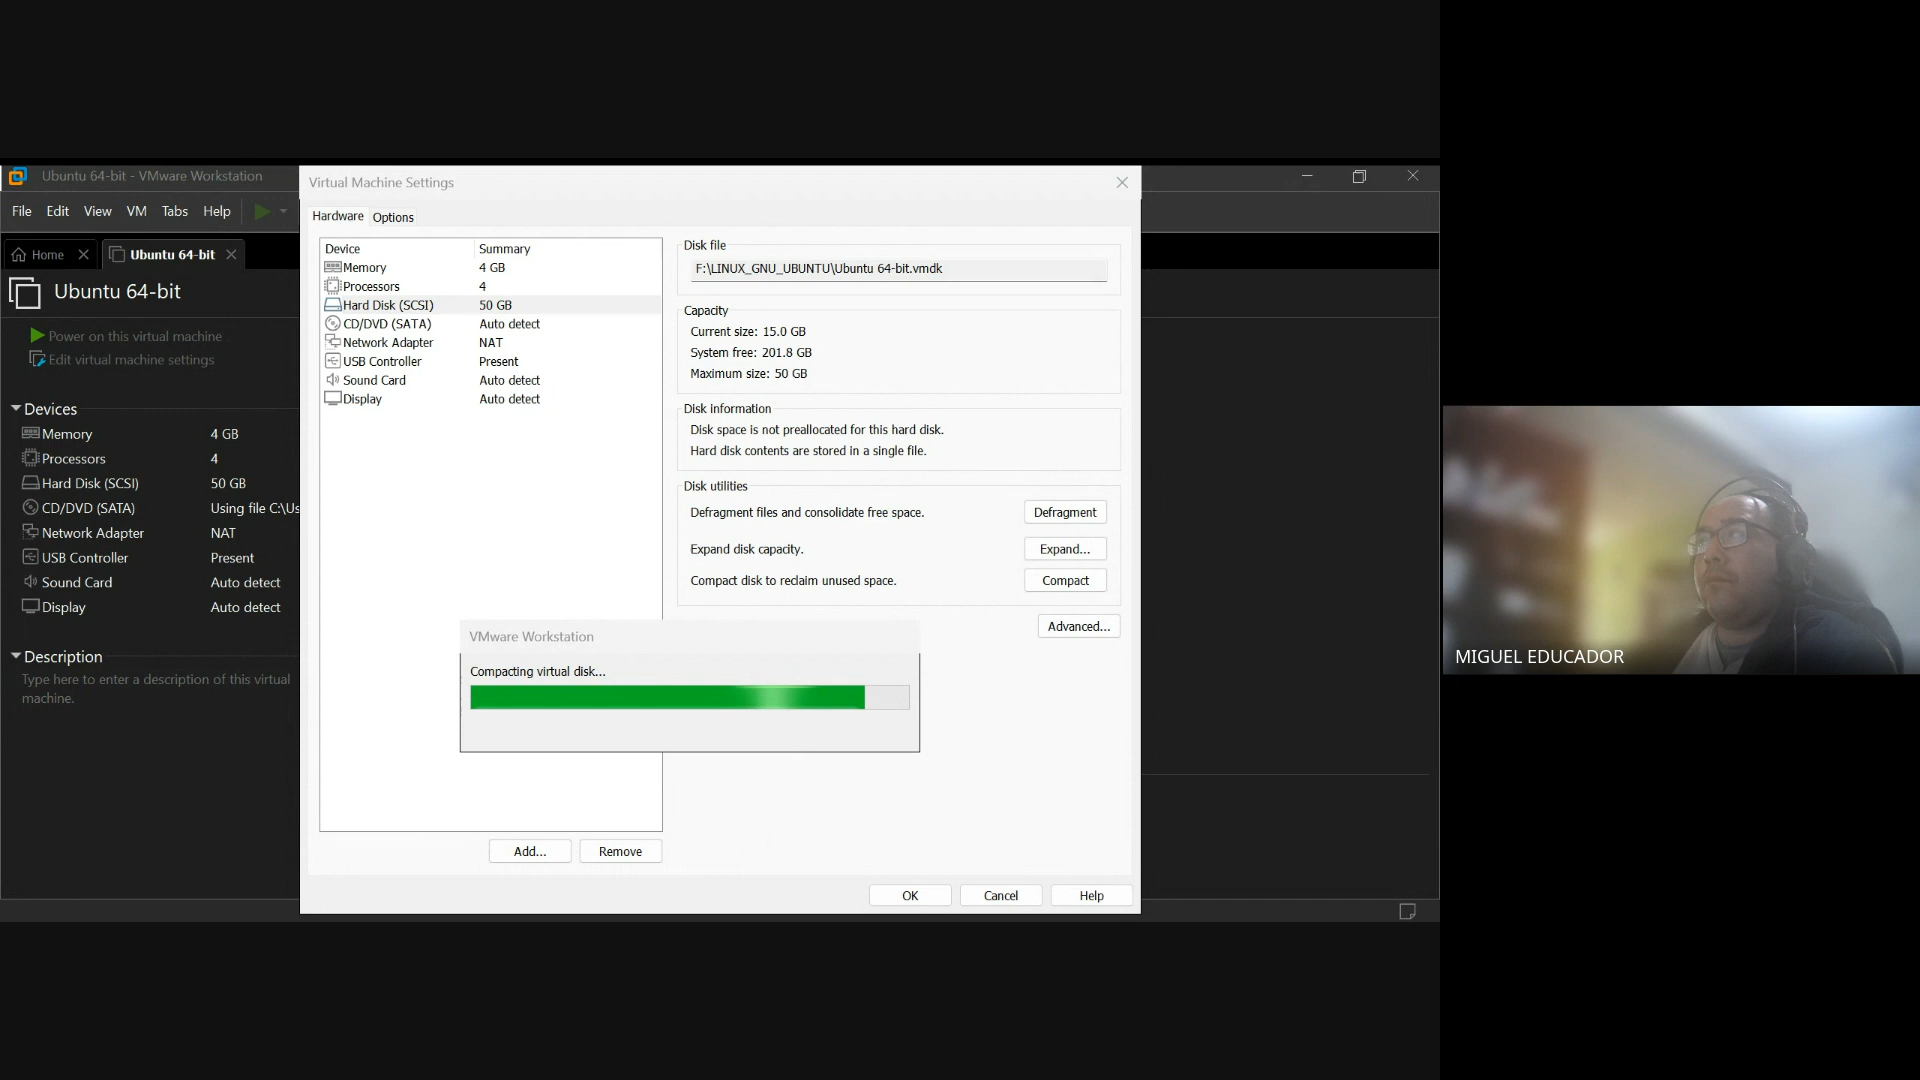 Ubuntu 64-bit - VMware Workstation
File Edit View VM Tabs Help
Home
Ubuntu 64-bit
Ubuntu 64-bit
Power on this virtual machine
Edit virtual machine settings
Devices
Memory 4 GB
Processors 4
Hard Disk (SCSI) 50 GB
CD/DVD (SATA) Using file C:\Us
Network Adapter NAT
USB Controller Present
Sound Card Auto detect
Display Auto detect
Description
Type here to enter a description of this virtual
machine.
Virtual Machine Settings
Hardware Options
Device Summary
Memory 4 GB
Processors 4
Hard Disk (SCSI) 50 GB
CD/DVD (SATA) Auto detect
Network Adapter NAT
USB Controller Present
Sound Card Auto detect
Display Auto detect
Add... Remove
Disk file
F:\LINUX_GNU_UBUNTU\Ubuntu 64-bit.vmdk
Capacity
Current size: 15.0 GB
System free: 201.8 GB
Maximum size: 50 GB
Disk information
Disk space is not preallocated for this hard disk.
Hard disk contents are stored in a single file.
Disk utilities
Defragment files and consolidate free space. Defragment
Expand disk capacity. Expand...
Compact disk to reclaim unused space. Compact
Advanced...
VMware Workstation
Compacting virtual disk...
OK Cancel Help
MIGUEL EDUCADOR